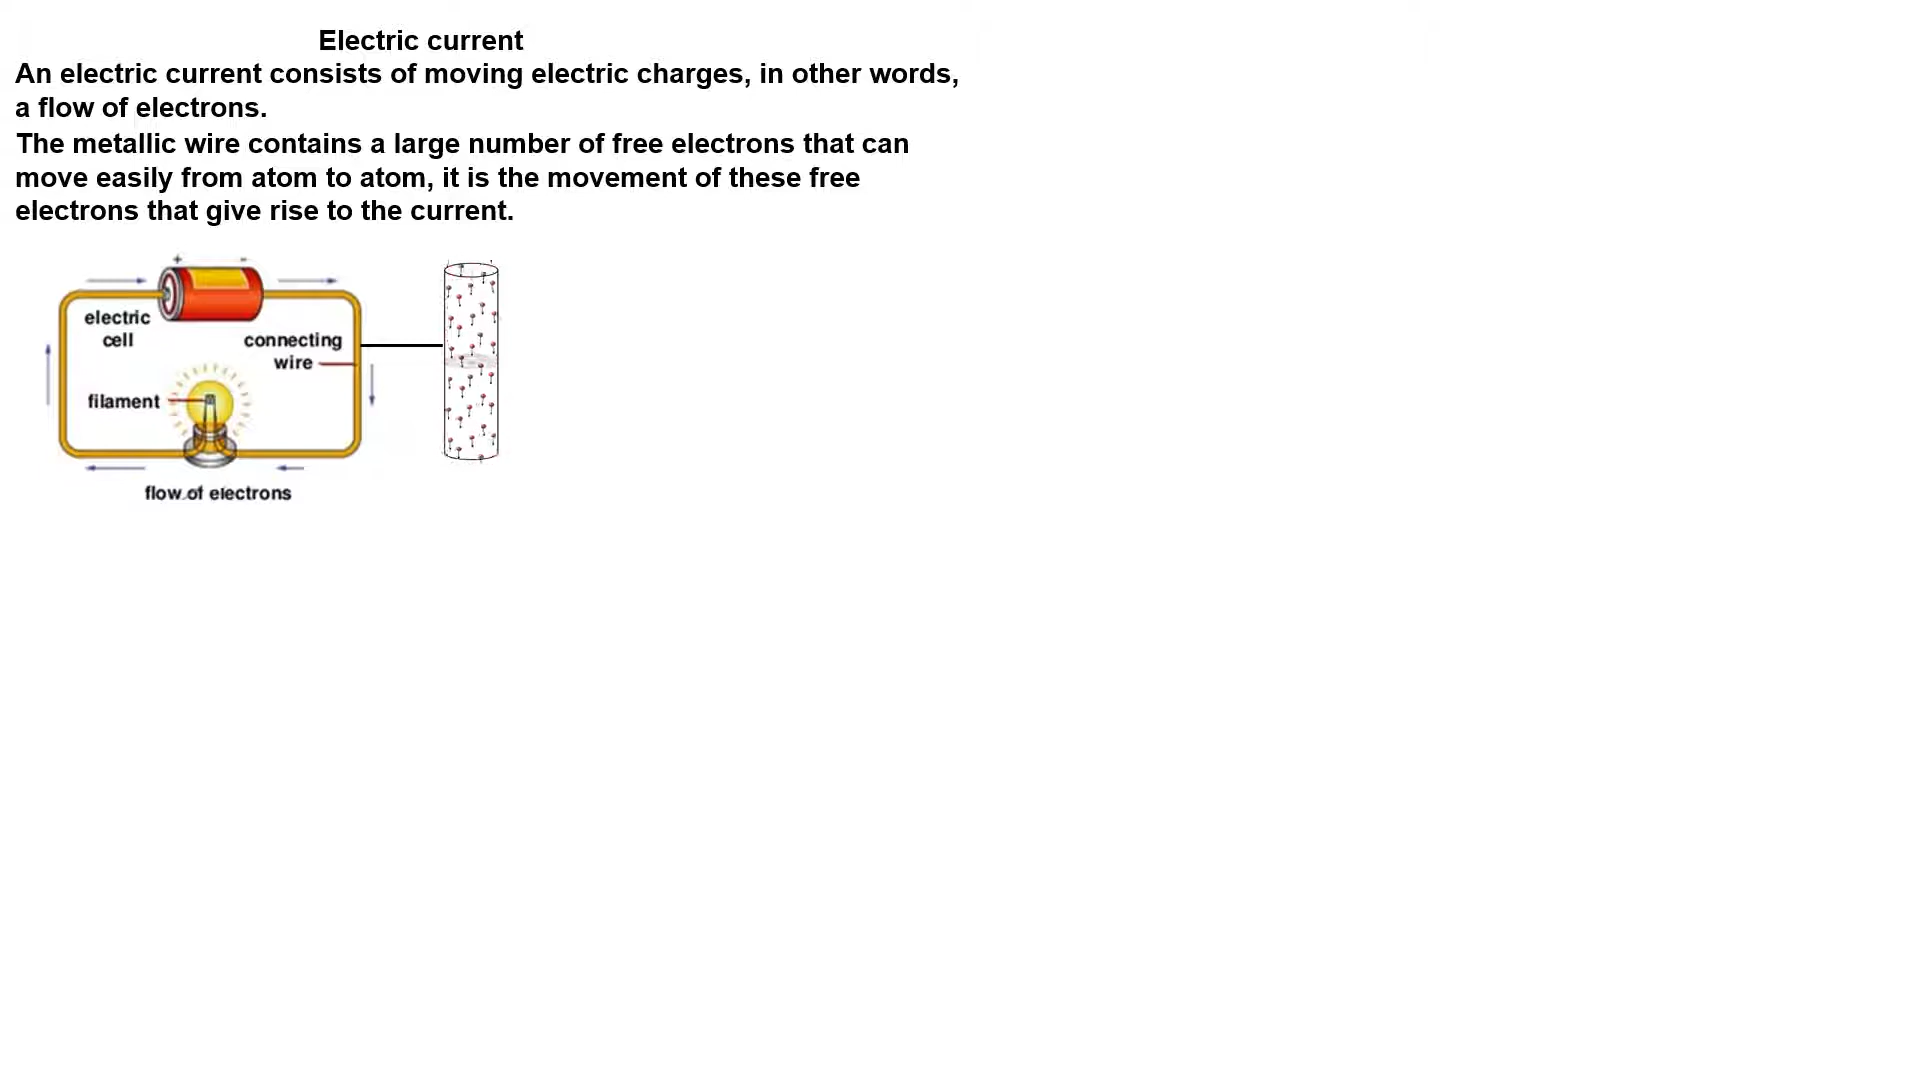 Electric current
An electric current consists of moving electric charges, in other words,
a flow of electrons.
The metallic wire contains a large number of free electrons that can
move easily from atom to atom, it is the movement of these free
electrons that give rise to the current.
+ -
electric
cell
connecting
wire
filament
flow of electrons